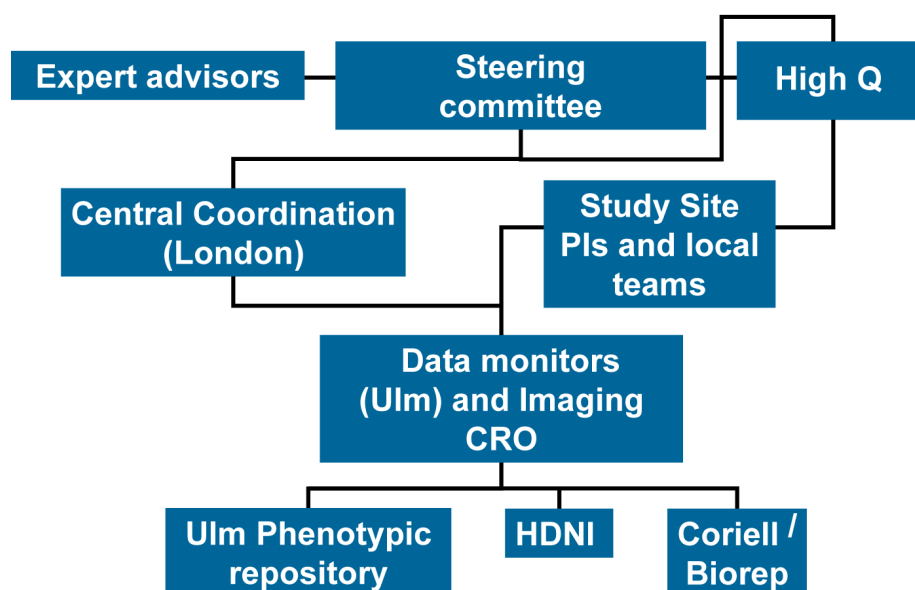 Expert advisors
Steering
committee
High Q
Central Coordination
(London)
Study Site
PIs and local
teams
Data monitors
(Ulm) and Imaging
CRO
Ulm Phenotypic
repository
HDNI
Coriell /
Biorep